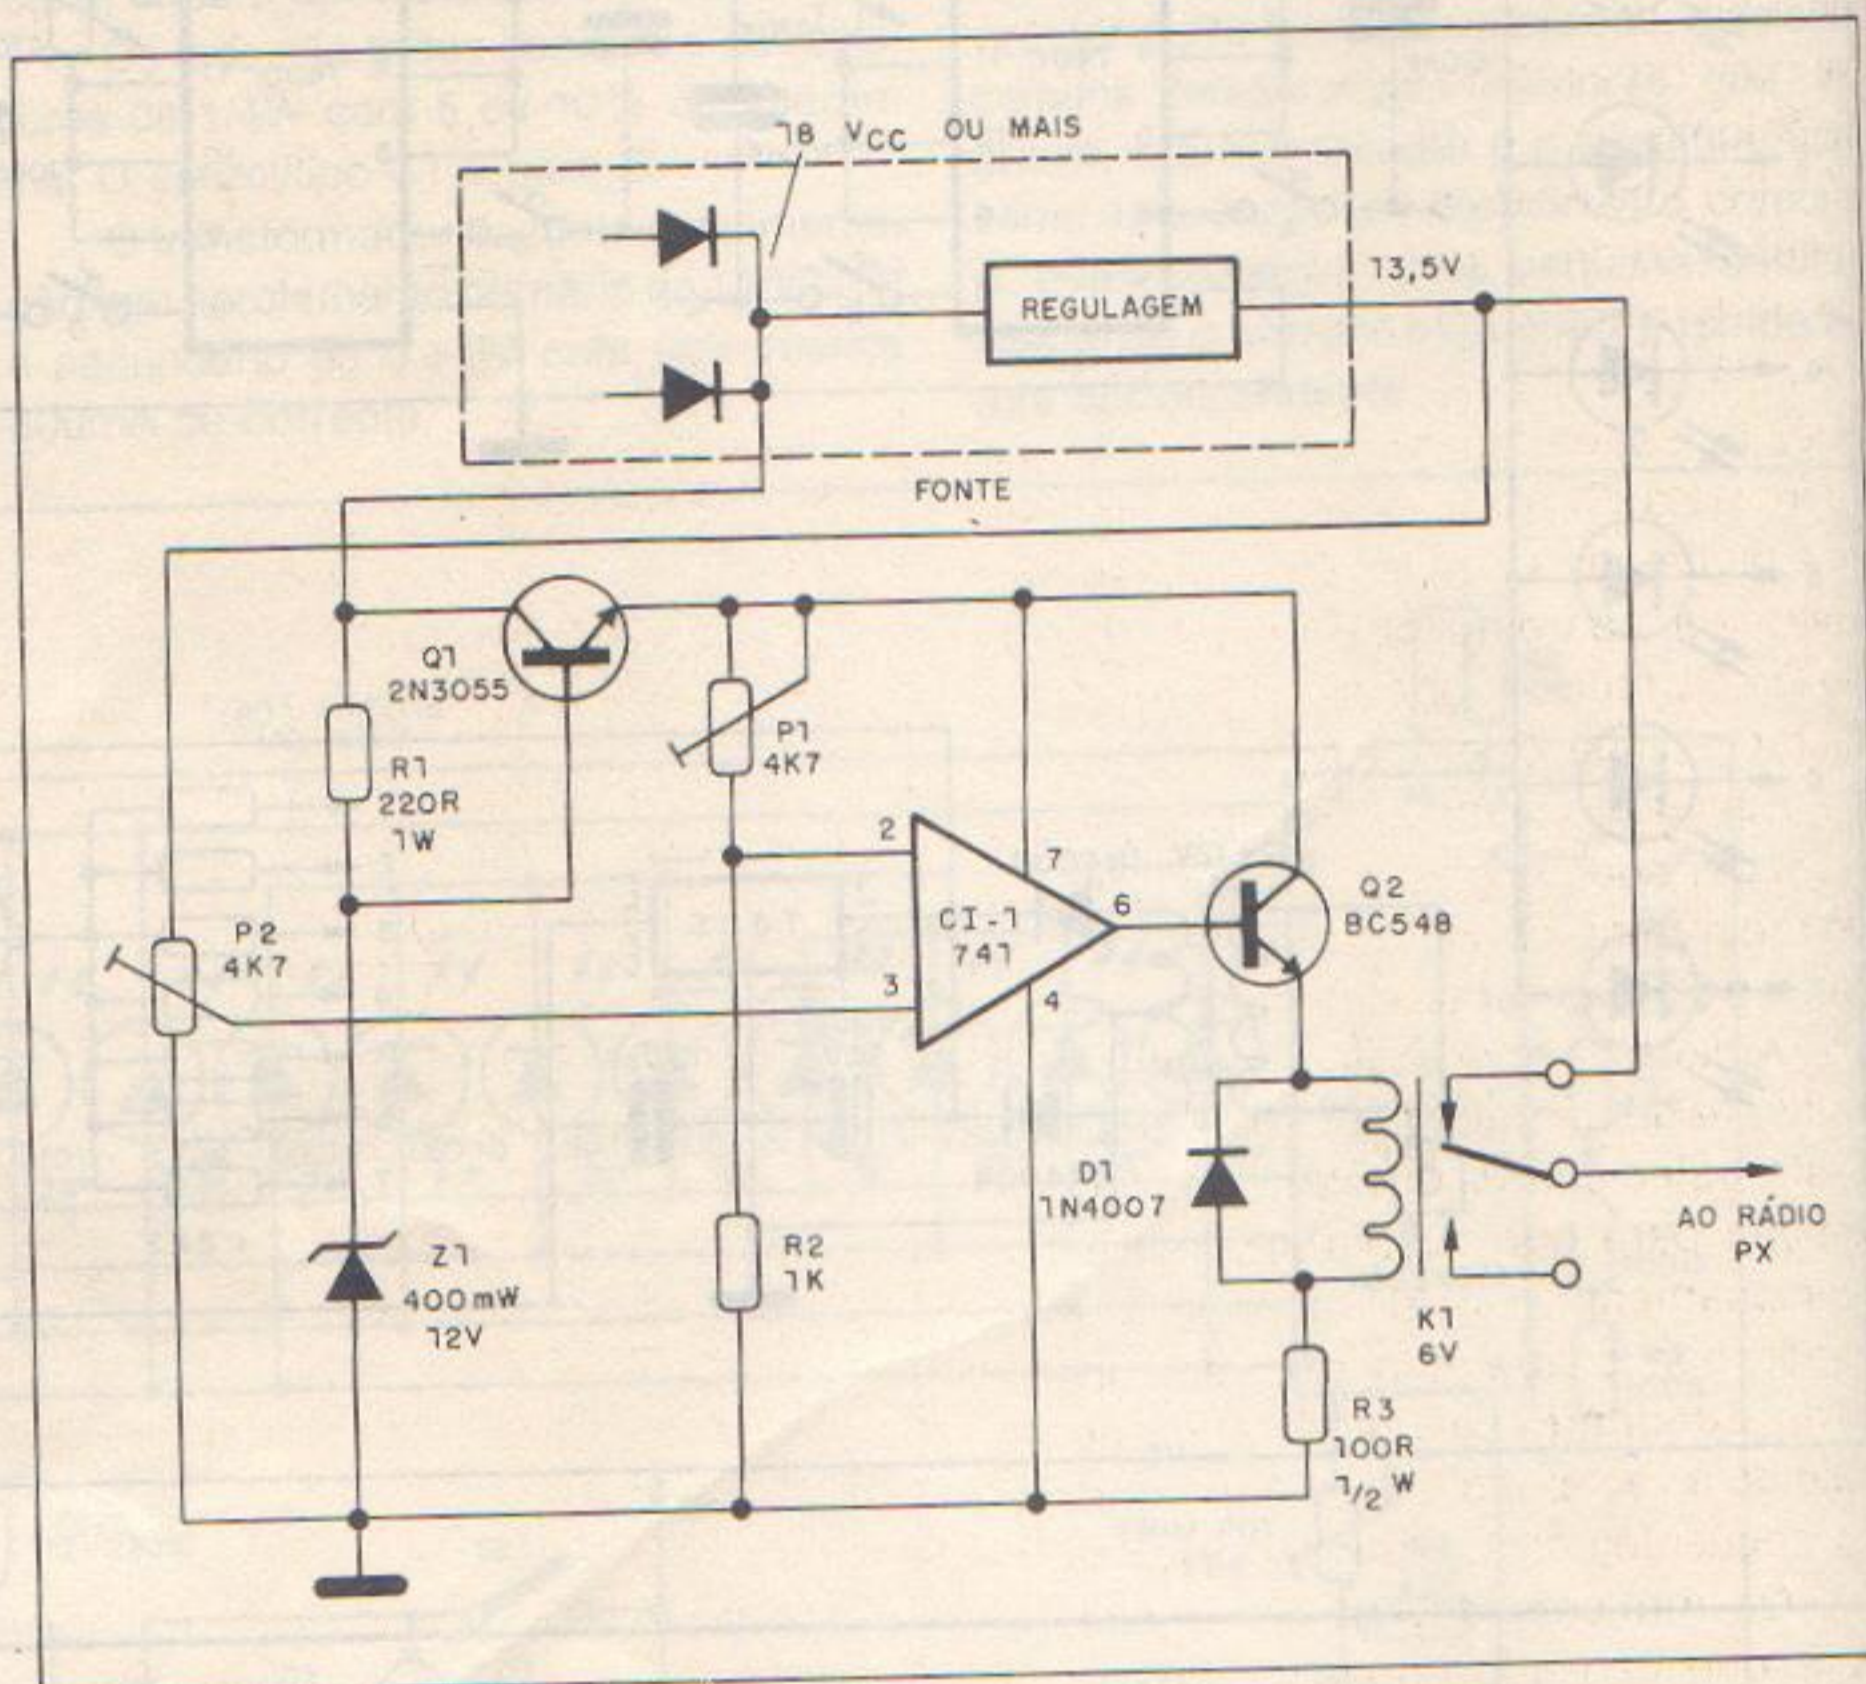 18 VCC OU MAIS
13,5V
REGULAGEM
FONTE
Q1
2N3055
P1
4K7
R1
220R
1W
2
7
CI-1
741
6
Q2
BC548
P2
4K7
3
4
D1
1N4007
AO RÁDIO
PX
Z1
400mW
12V
R2
1K
K1
6V
R3
100R
1/2 W